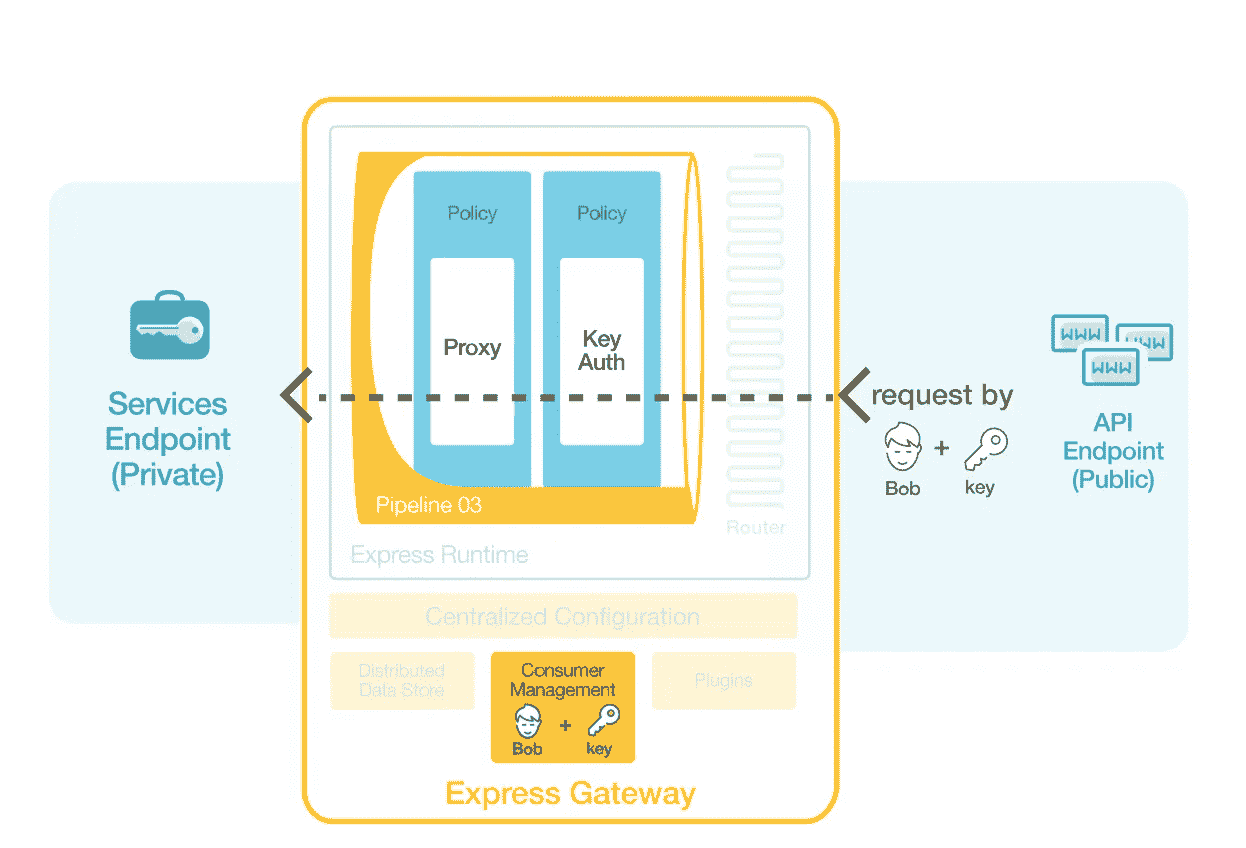 Policy
Policy
Proxy
Key
Auth
Pipeline 03
Router
Express Runtime
Services
Endpoint
(Private)
request by
Bob
+
key
WWW
WWW
WWW
API
Endpoint
(Public)
Centralized Configuration
Distributed
Data Store
Consumer
Management
Bob
+
key
Plugins
Express Gateway